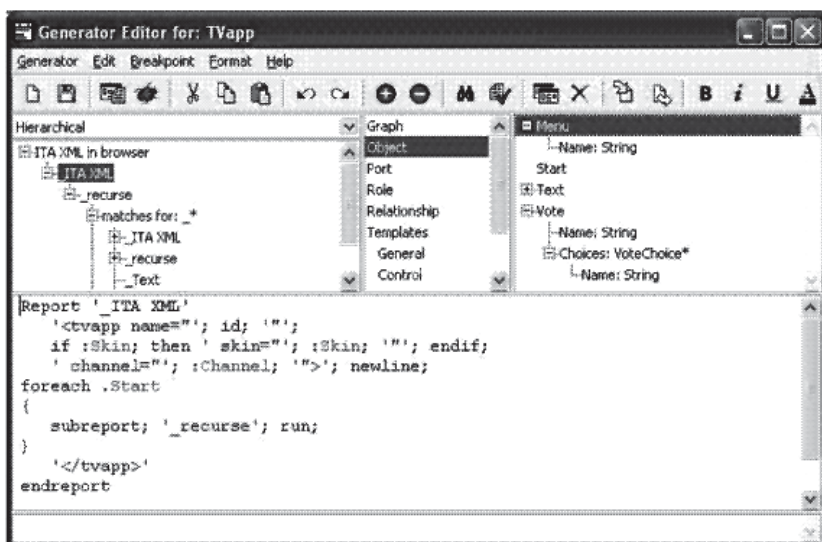 Generator Editor for: TVapp
Generator Edit Breakpoint Format Help
B i U A
Hierarchical
ITA XML in browser
_ITA XML
_recurse
matches for: _*
_ITA XML
_recurse
_Text
Graph
Object
Port
Role
Relationship
Templates
General
Control
Menu
Name: String
Start
Text
Vote
Name: String
Choices: VoteChoice*
Name: String
Report '_ITA XML'
'<tvapp name="'; id; '"';
if :Skin; then ' skin="'; :Skin; '"'; endif;
' channel="'; :Channel; '">'; newline;
foreach .Start
{
subreport; '_recurse'; run;
}
'</tvapp>'
endreport